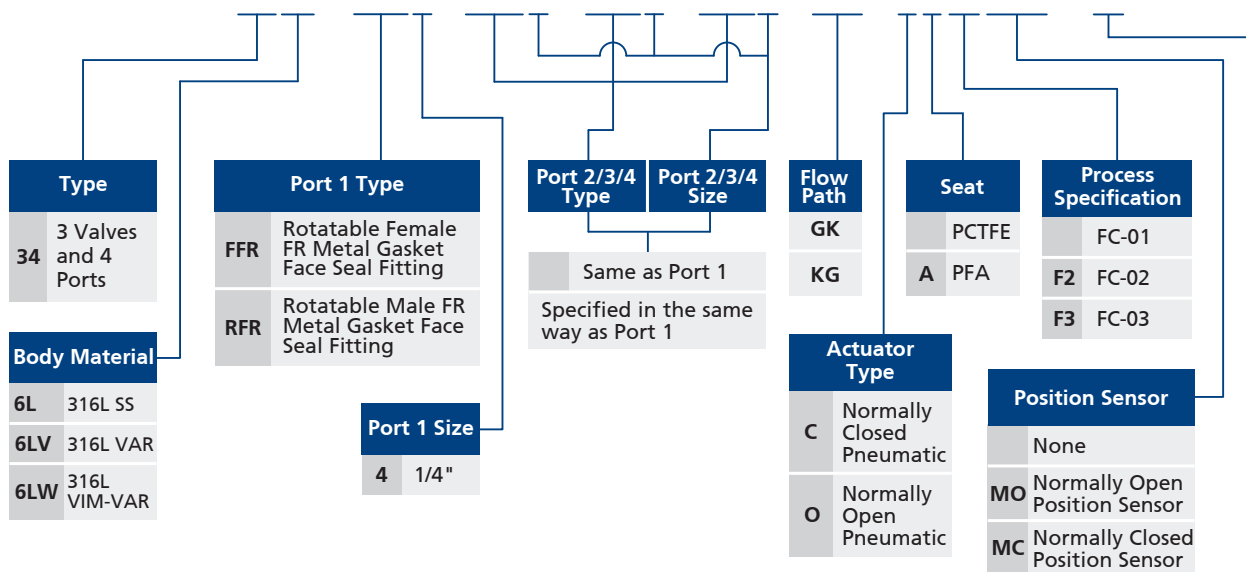 Type
34
3 Valves
and 4
Ports
Body Material
6L 316L SS
6LV 316L VAR
6LW 316L
VIM-VAR
Port 1 Type
FFR
Rotatable Female
FR Metal Gasket
Face Seal Fitting
RFR
Rotatable Male FR
Metal Gasket Face
Seal Fitting
Port 1 Size
4 1/4"
Port 2/3/4
Type
Port 2/3/4
Size
Same as Port 1
Specified in the same
way as Port 1
Flow
Path
GK
KG
Actuator
Type
C
Normally
Closed
Pneumatic
O
Normally
Open
Pneumatic
Seat
PCTFE
A PFA
Process
Specification
FC-01
F2 FC-02
F3 FC-03
Position Sensor
None
MO Normally Open
Position Sensor
MC Normally Closed
Position Sensor